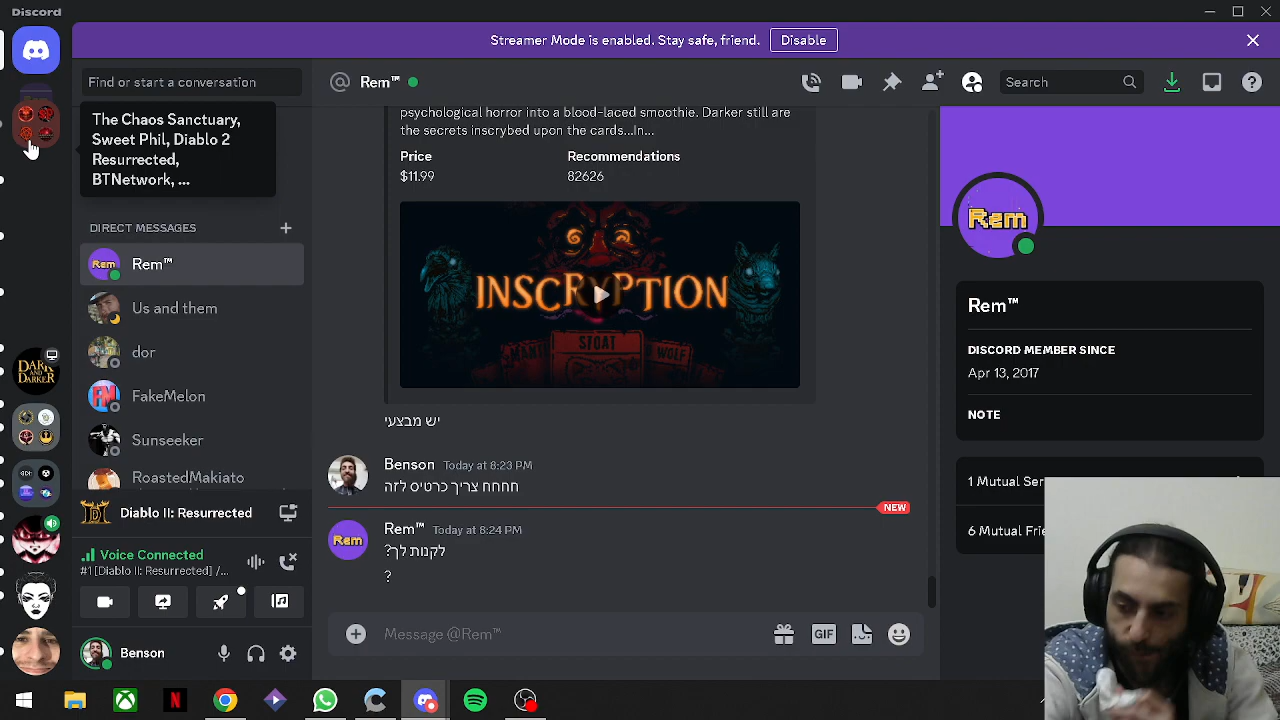 Discord
Streamer Mode is enabled. Stay safe, friend.
Disable
Find or start a conversation
The Chaos Sanctuary,
Sweet Phil, Diablo 2
Resurrected,
BTNetwork, ...
DIRECT MESSAGES
Rem™
Us and them
dor
FakeMelon
Sunseeker
RoastedMakiato
Diablo II: Resurrected
Voice Connected
#1 [Diablo II: Resurrected] /...
Benson
DARK
AND
DARKER
@ Rem™
Search
psychological horror into a blood-laced smoothie. Darker still are
the secrets inscrybed upon the cards...In...
Price
Recommendations
$11.99
82626
INSCRYPTION
STOAT
WOLF
יש מבצעי
Benson Today at 8:23 PM
חחחח צריך כרטיס לזה
NEW
Rem
Rem™ Today at 8:24 PM
לקנות לך?
?
Message @Rem™
GIF
Rem
Rem™
DISCORD MEMBER SINCE
Apr 13, 2017
NOTE
1 Mutual Ser
6 Mutual Frie